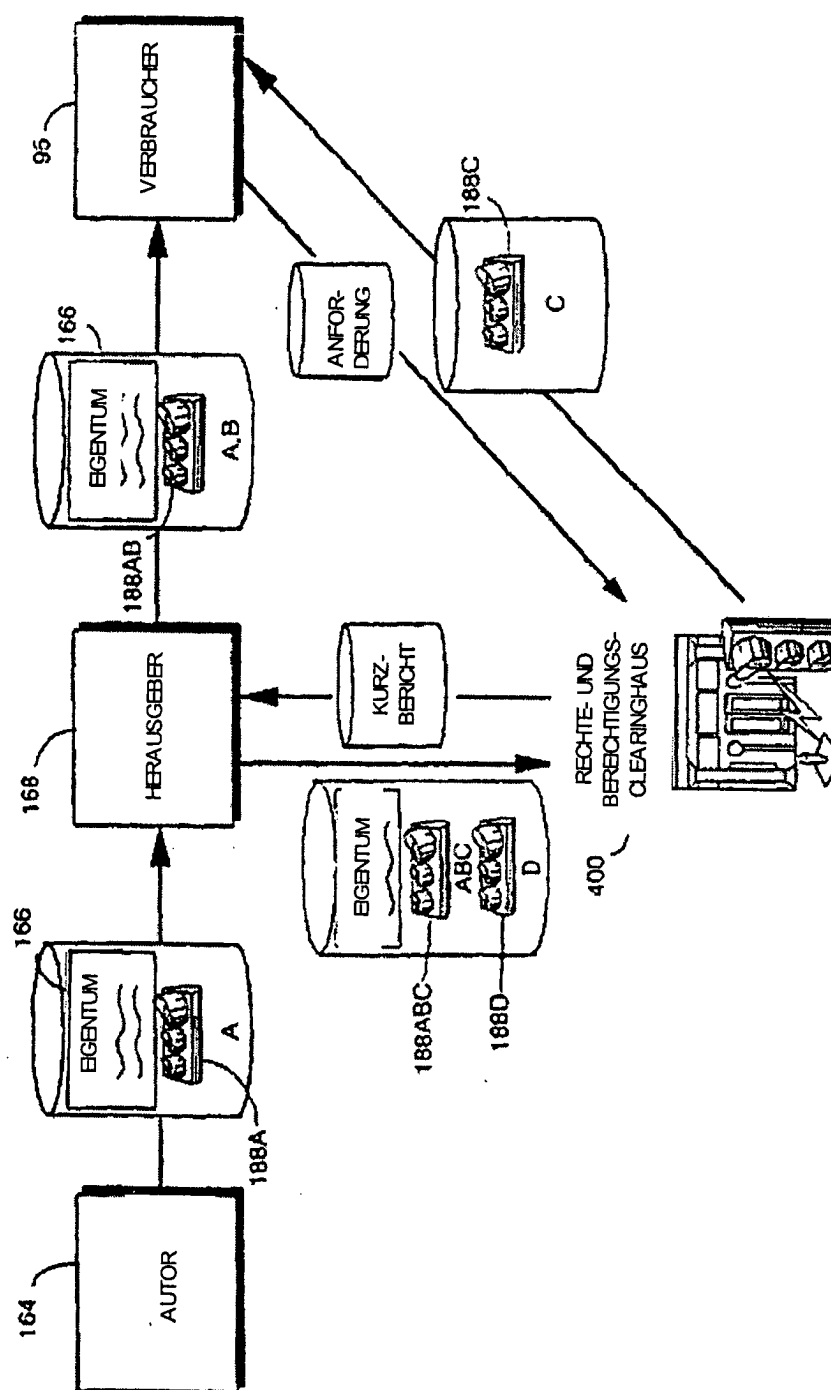 164
AUTOR
166
EIGENTUM
A
188A
168
HERAUSGEBER
188AB
EIGENTUM
166
A,B
95
VERBRAUCHER
EIGENTUM
188ABC
ABC
188D
D
KURZ-
BERICHT
ANFOR-
DERUNG
188C
C
400
RECHTE- UND
BEREICHTIGUNGS-
CLEARINGHAUS